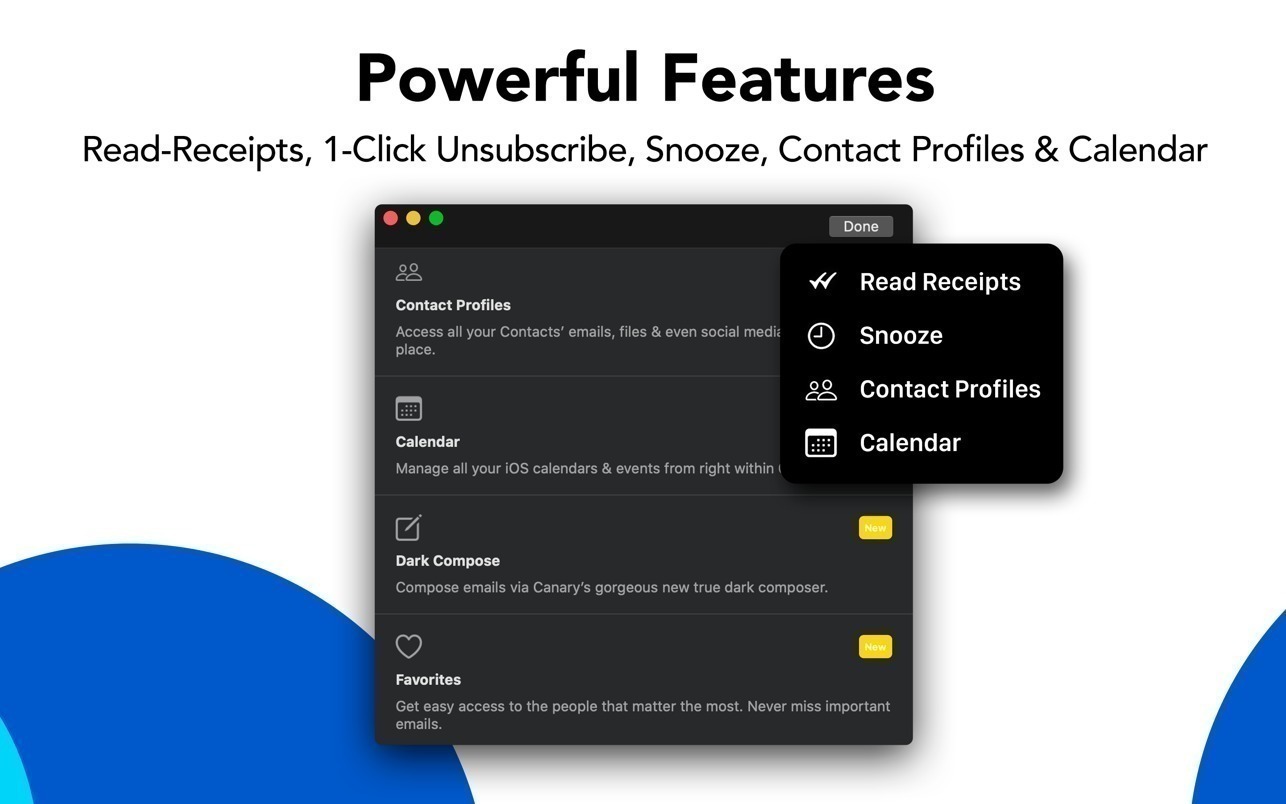 Powerful Features
Read-Receipts, 1-Click Unsubscribe, Snooze, Contact Profiles & Calendar
Done
Contact Profiles
Access all your Contacts’ emails, files & even social media
place.
Calendar
Manage all your iOS calendars & events from right within
Read Receipts
Snooze
Contact Profiles
Calendar
New
Dark Compose
Compose emails via Canary’s gorgeous new true dark composer.
New
Favorites
Get easy access to the people that matter the most. Never miss important
emails.